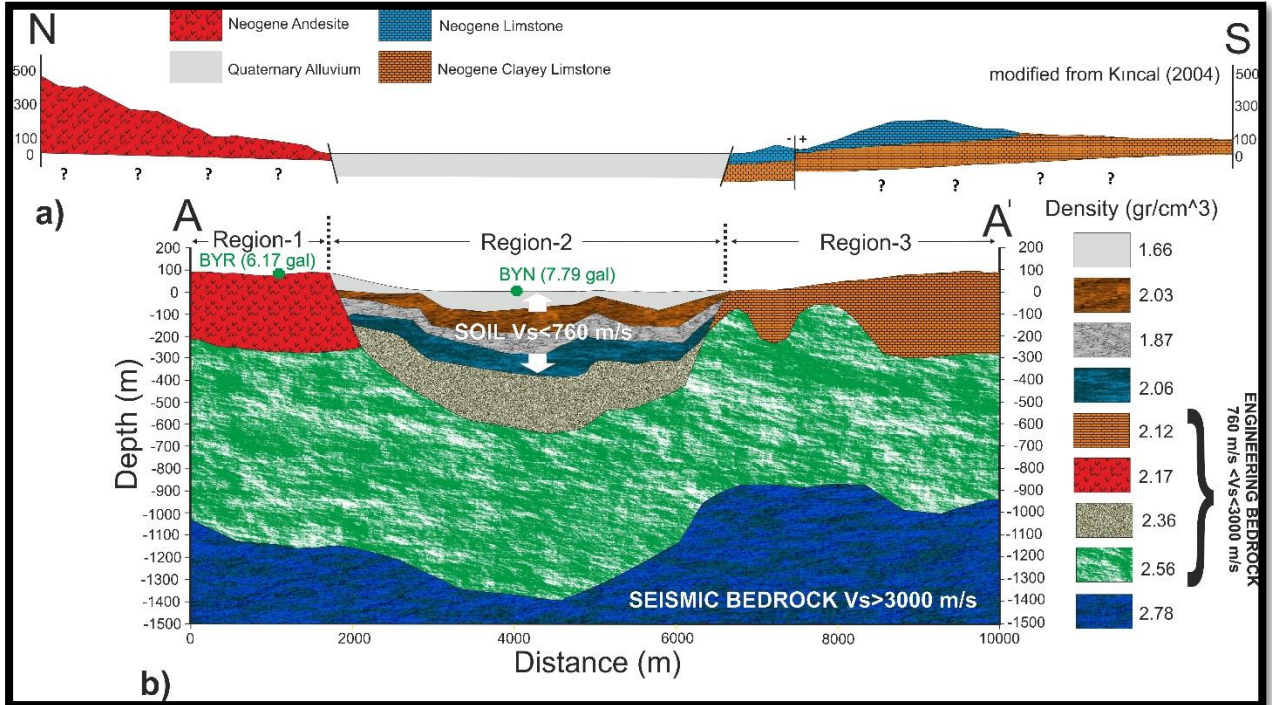 N
S
Neogene Andesite
Neogene Limstone
Quaternary Alluvium
Neogene Clayey Limstone
modified from Kıncal (2004)
500
300
100
0
500
300
100
0
- +
? ? ? ?
? ? ? ?
a)
A
A'
Density (gr/cm^3)
Region-1
Region-2
Region-3
BYR (6.17 gal)
BYN (7.79 gal)
SOIL Vs<760 m/s
SEISMIC BEDROCK Vs>3000 m/s
Depth (m)
200
100
0
-100
-200
-300
-400
-500
-600
-700
-800
-900
-1000
-1100
-1200
-1300
-1400
-1500
200
100
0
-100
-200
-300
-400
-500
-600
-700
-800
-900
-1000
-1100
-1200
-1300
-1400
-1500
0 2000 4000 6000 8000 10000
Distance (m)
b)
1.66
2.03
1.87
2.06
2.12
2.17
2.36
2.56
2.78
ENGINEERING BEDROCK
760 m/s <Vs<3000 m/s